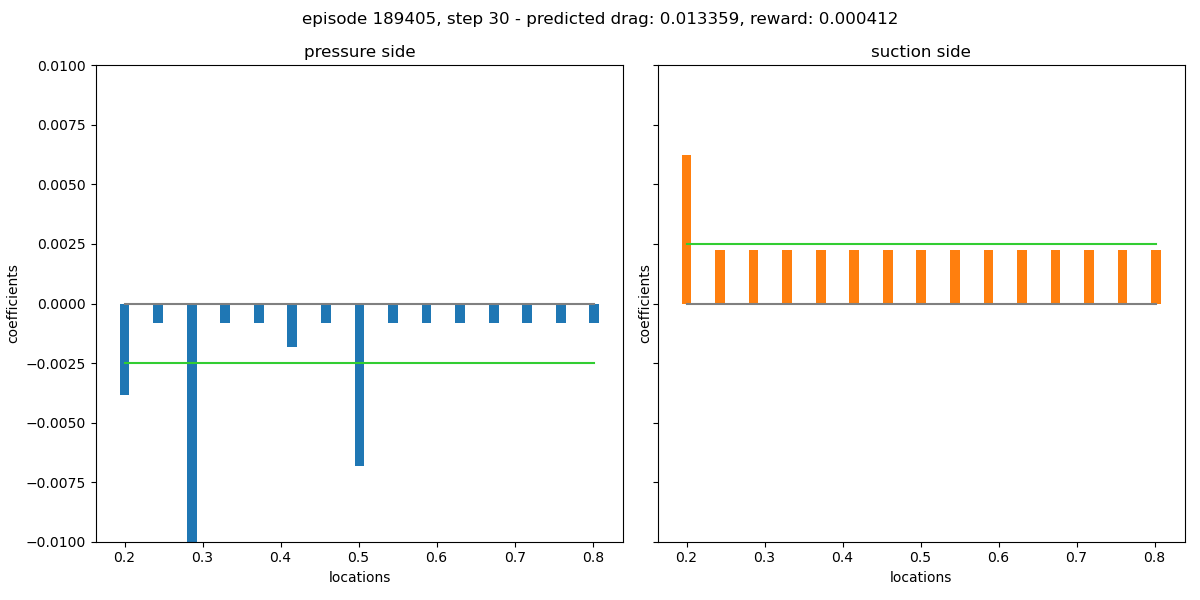 episode 189405, step 30 - predicted drag: 0.013359, reward: 0.000412
pressure side
suction side
0.0100
0.0075
0.0050
0.0025
0.0000
−0.0025
−0.0050
−0.0075
−0.0100
coefficients
0.2 0.3 0.4 0.5 0.6 0.7 0.8
locations
coefficients
0.2 0.3 0.4 0.5 0.6 0.7 0.8
locations